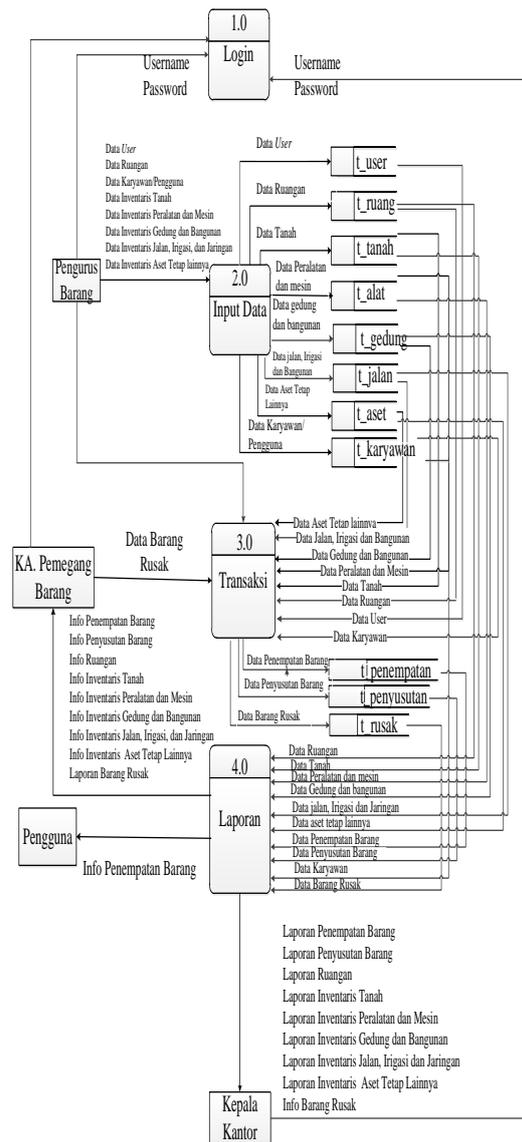 1.0
Login
Username
Password
Username
Password
Data User
Data Ruangan
Data Karyawan/Pengguna
Data Inventaris Tanah
Data Inventaris Peralatan dan Mesin
Data Inventaris Gedung dan Bangunan
Data Inventaris Jalan, Irigasi, dan Jaringan
Data Inventaris Aset Tetap lainnya
Pengurus
Barang
2.0
Input Data
Data User
Data Ruangan
Data Tanah
Data Peralatan
dan mesin
Data gedung
dan bangunan
Data jalan, Irigasi
dan Bangunan
Data Aset Tetap
Lainnya
Data Karyawan/
Pengguna
t_user
t_ruang
t_tanah
t_alat
t_gedung
t_jalan
t_aset
t_karyawan
KA. Pemegang
Barang
Data Barang
Rusak
3.0
Transaksi
Data Aset Tetap lainnya
Data Jalan, Irigasi dan Bangunan
Data Gedung dan Bangunan
Data Peralatan dan Mesin
Data Tanah
Data Ruangan
Data User
Data Karyawan
Data Penempatan Barang
Data Penyusutan Barang
Data Barang Rusak
t_penempatan
t_penyusutan
t_rusak
Info Penempatan Barang
Info Penyusutan Barang
Info Ruangan
Info Inventaris Tanah
Info Inventaris Peralatan dan Mesin
Info Inventaris Gedung dan Bangunan
Info Inventaris Jalan, Irigasi, dan Jaringan
Info Inventaris Aset Tetap Lainnya
Laporan Barang Rusak
4.0
Laporan
Data Ruangan
Data Tanah
Data Peralatan dan mesin
Data Gedung dan bangunan
Data jalan, Irigasi dan Jaringan
Data aset tetap lainnya
Data Penempatan Barang
Data Penyusutan Barang
Data Karyawan
Data Barang Rusak
Pengguna
Info Penempatan Barang
Laporan Penempatan Barang
Laporan Penyusutan Barang
Laporan Ruangan
Laporan Inventaris Tanah
Laporan Inventaris Peralatan dan Mesin
Laporan Inventaris Gedung dan Bangunan
Laporan Inventaris Jalan, Irigasi dan Jaringan
Laporan Inventaris Aset Tetap Lainnya
Info Barang Rusak
Kepala
Kantor